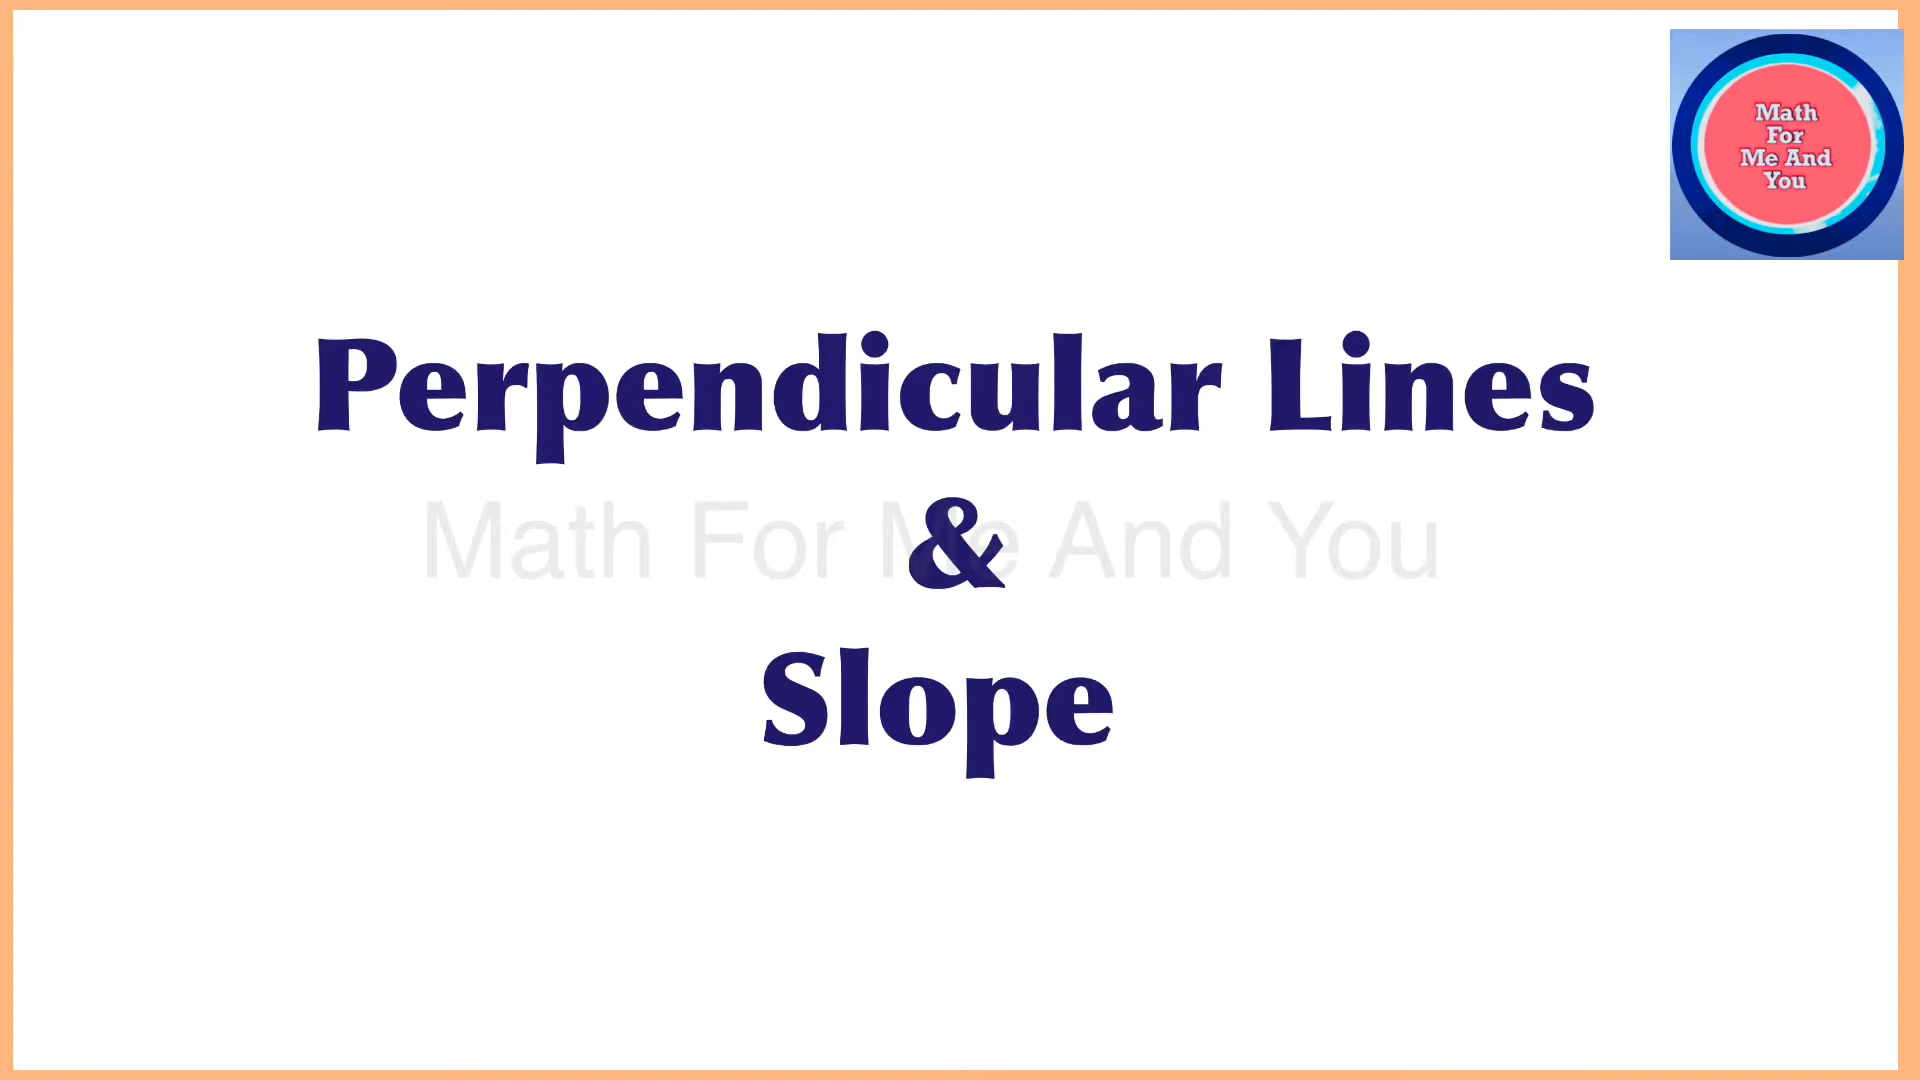 Math
For
Me And
You
Perpendicular Lines
&
Math For Me And You
Slope